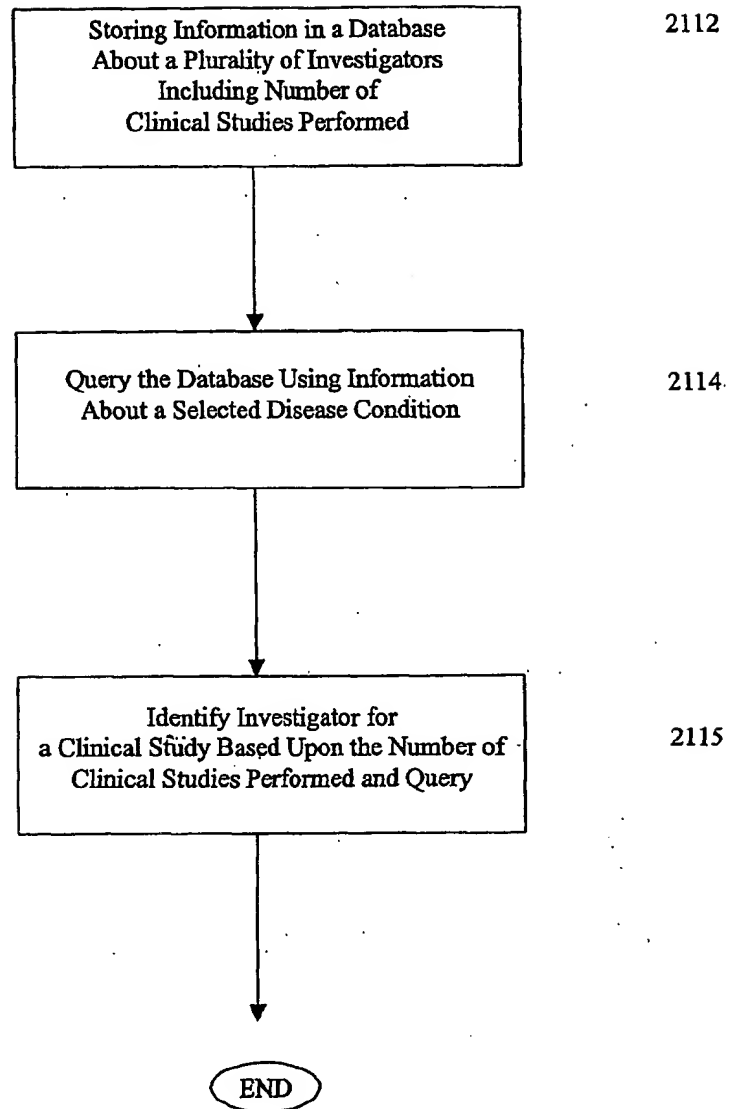 Storing Information in a Database
About a Plurality of Investigators
Including Number of
Clinical Studies Performed
2112
Query the Database Using Information
About a Selected Disease Condition
2114
Identify Investigator for
a Clinical Study Based Upon the Number of
Clinical Studies Performed and Query
2115
END